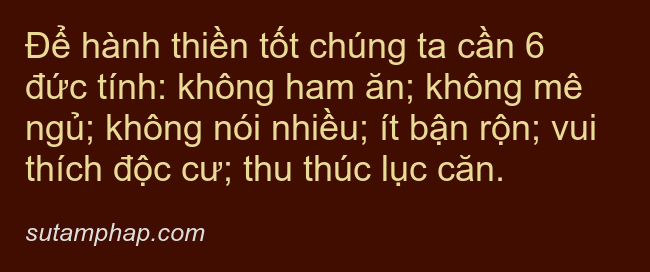 Để hành thiền tốt chúng ta cần 6
đức tính: không ham ăn; không mê
ngủ; không nói nhiều; ít bận rộn; vui
thích độc cư; thu thúc lục căn.
sutamphap.com